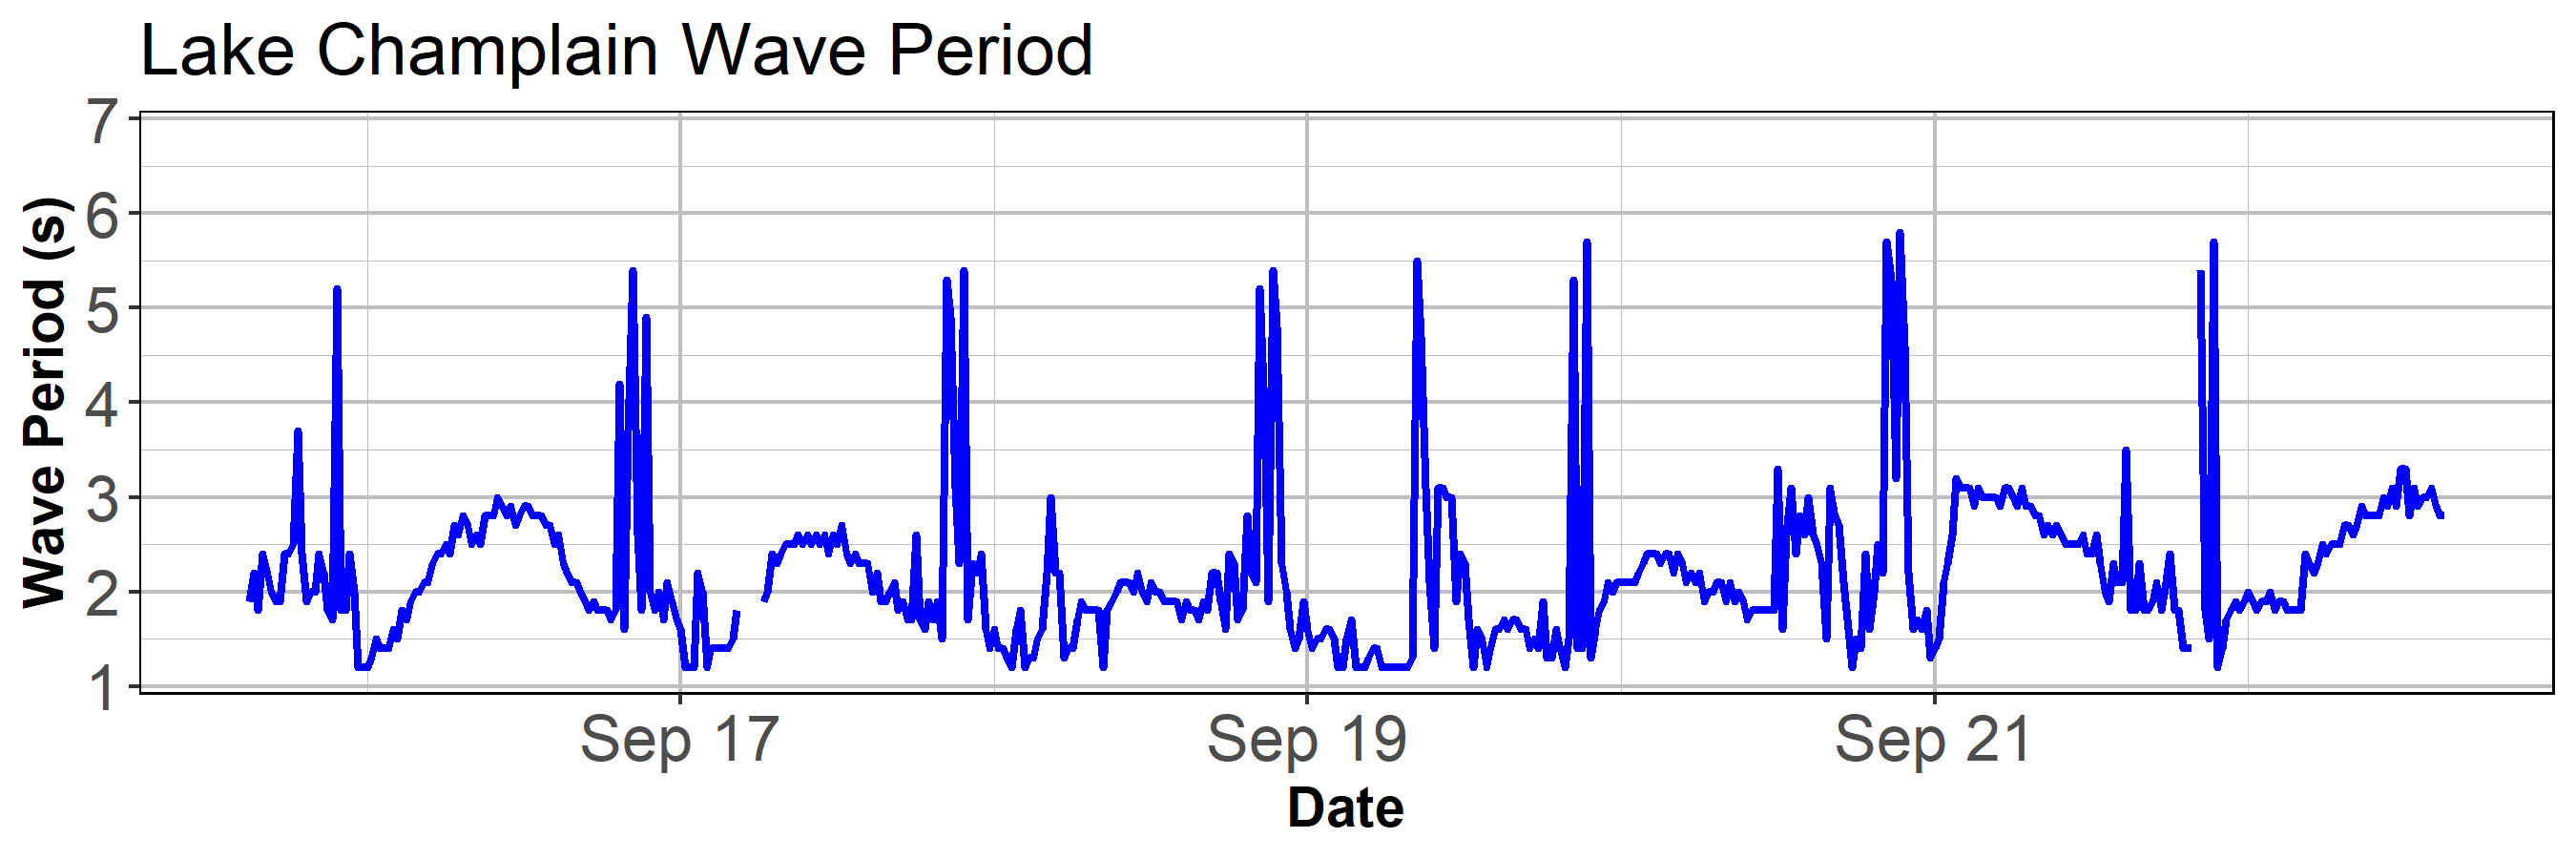 Lake Champlain Wave Period
Wave Period (s)
7
6
5
4
3
2
1
Sep 17
Sep 19
Sep 21
Date